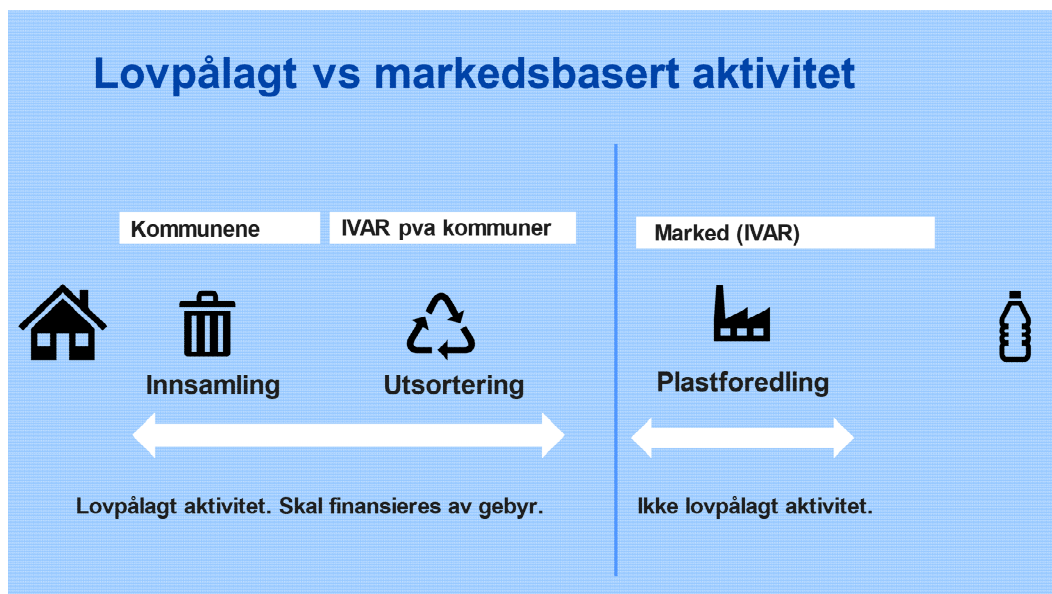 Lovpålagt vs markedsbasert aktivitet
Kommunene
IVAR pva kommuner
Marked (IVAR)
Innsamling
Utsortering
Plastforedling
Lovpålagt aktivitet. Skal finansieres av gebyr.
Ikke lovpålagt aktivitet.